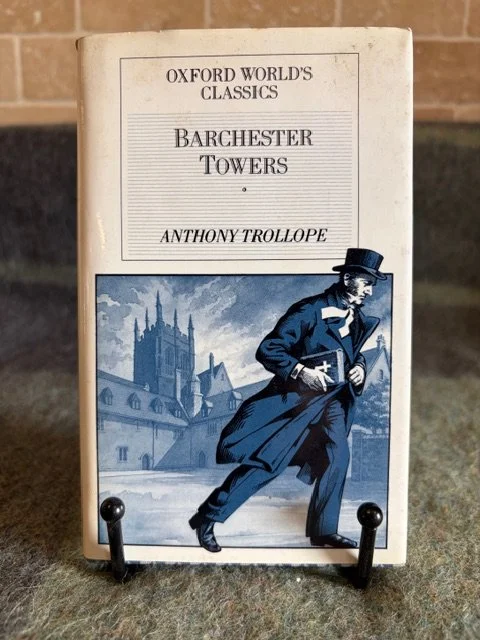 OXFORD WORLD'S
CLASSICS
BARCHESTER
TOWERS
ANTHONY TROLLOPE